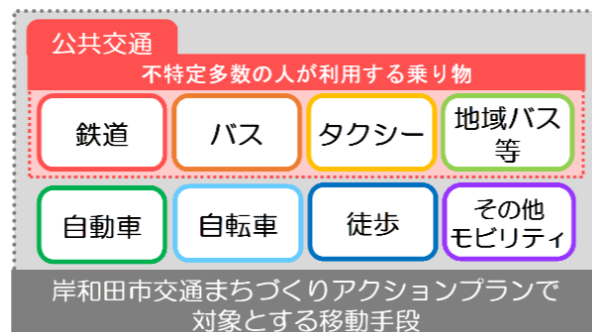 公共交通
不特定多数の人が利用する乗り物
鉄道
バス
タクシー
地域バス
等
自動車
自転車
徒歩
その他
モビリティ
岸和田市交通まちづくりアクションプランで
対象とする移動手段